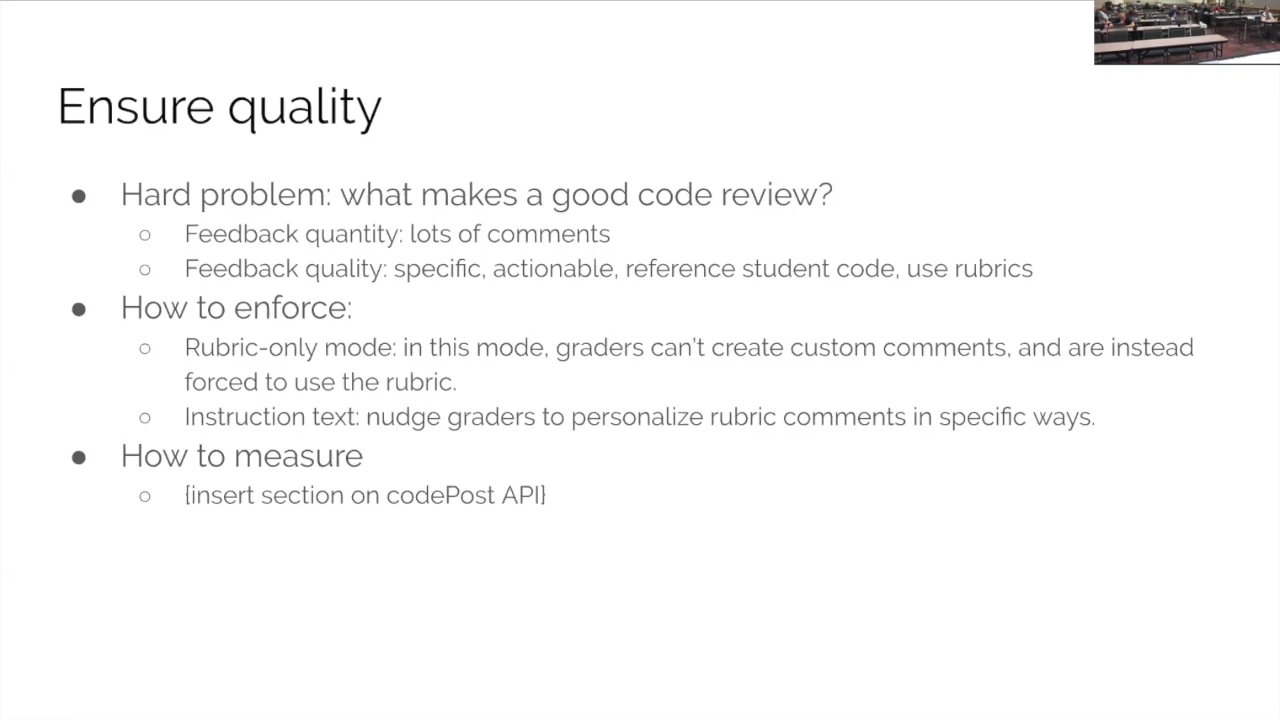 Ensure quality
● Hard problem: what makes a good code review?
○ Feedback quantity: lots of comments
○ Feedback quality: specific, actionable, reference student code, use rubrics
● How to enforce:
○ Rubric-only mode: in this mode, graders can't create custom comments, and are instead
forced to use the rubric.
○ Instruction text: nudge graders to personalize rubric comments in specific ways.
● How to measure
○ {insert section on codePost API}